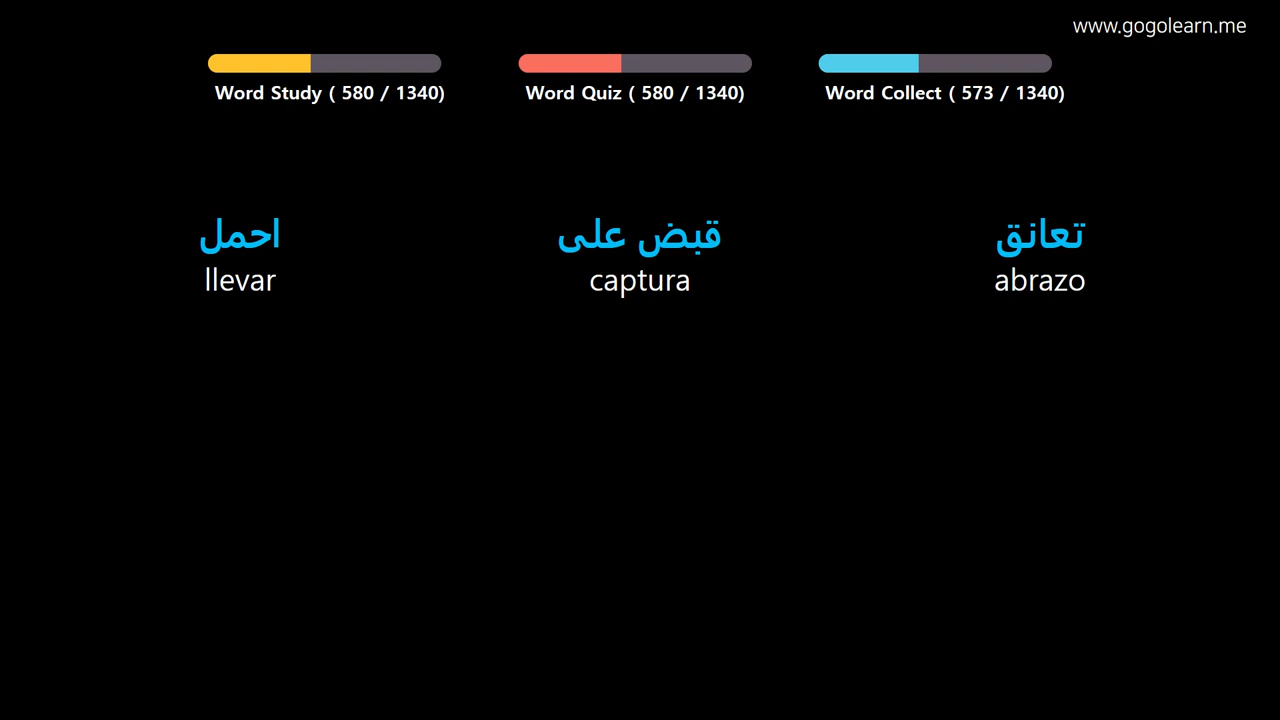 www.gogolearn.me
Word Study ( 580 / 1340)
Word Quiz ( 580 / 1340)
Word Collect ( 573 / 1340)
احمل
قبض على
تعانق
llevar
captura
abrazo